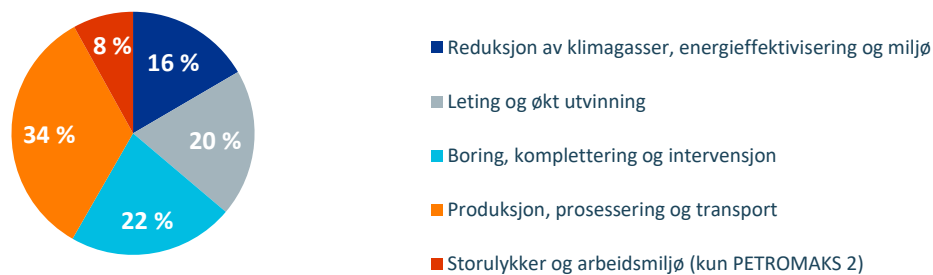 8 %
16 %
34 %
20 %
22 %
Reduksjon av klimagasser, energieffektivisering og miljø
Leting og økt utvinning
Boring, komplettering og intervensjon
Produksjon, prosessering og transport
Storulykker og arbeidsmiljø (kun PETROMAKS 2)